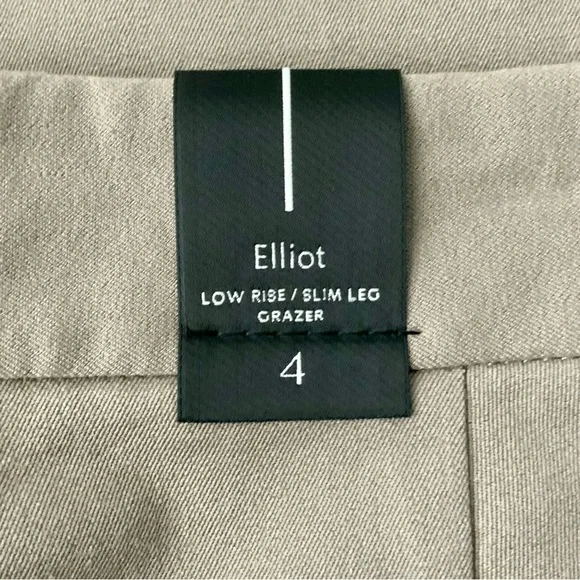 Elliot
LOW RISE / SLIM LEG
GRAZER
4